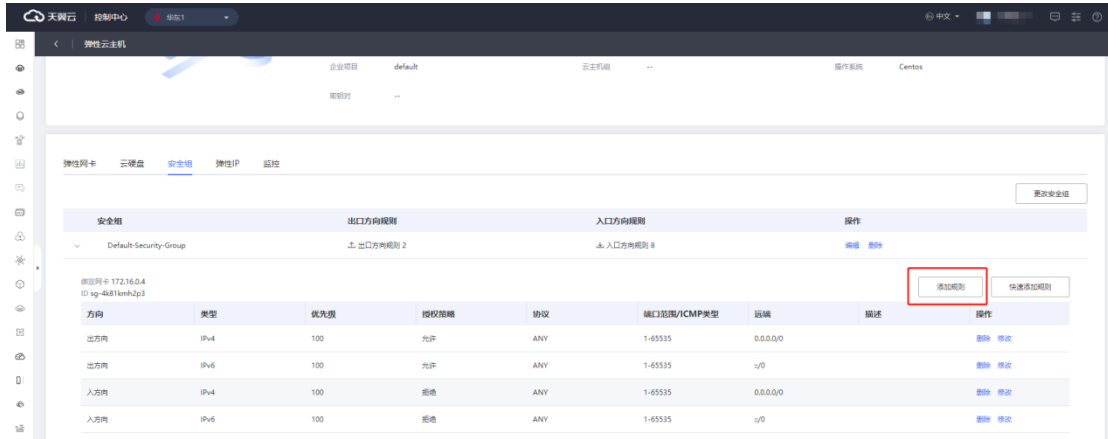 天翼云 控制中心 华东1 中文
弹性云主机
企业项目 default 云主机组 -- 操作系统 Centos
密钥对 --
弹性网卡 云硬盘 安全组 弹性IP 监控
更改安全组
安全组 出口方向规则 入口方向规则 操作
Default-Security-Group 出口方向规则 2 入口方向规则 8 编辑 删除
绑定网卡 172.16.0.4
ID sg-4k81kmh2p3
添加规则 快速添加规则
方向 类型 优先级 授权策略 协议 端口范围/ICMP类型 远端 描述 操作
出方向 IPv4 100 允许 ANY 1-65535 0.0.0.0/0 删除 修改
出方向 IPv6 100 允许 ANY 1-65535 ::/0 删除 修改
入方向 IPv4 100 拒绝 ANY 1-65535 0.0.0.0/0 删除 修改
入方向 IPv6 100 拒绝 ANY 1-65535 ::/0 删除 修改